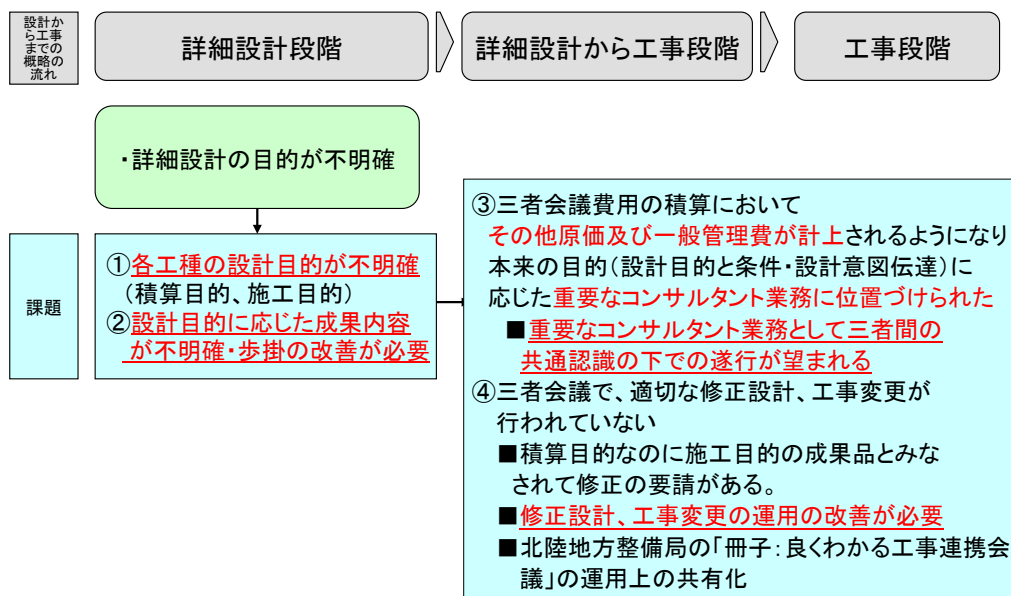 設計か
ら工事
までの
概略の
流れ
詳細設計段階
詳細設計から工事段階
工事段階
・詳細設計の目的が不明確
課題
①各工種の設計目的が不明確
（積算目的、施工目的）
②設計目的に応じた成果内容
が不明確・歩掛の改善が必要
③三者会議費用の積算において
その他原価及び一般管理費が計上されるようになり
本来の目的（設計目的と条件・設計意図伝達）に
応じた重要なコンサルタント業務に位置づけられた
■重要なコンサルタント業務として三者間の
共通認識の下での遂行が望まれる
④三者会議で、適切な修正設計、工事変更が
行われていない
■積算目的なのに施工目的の成果品とみな
されて修正の要請がある。
■修正設計、工事変更の運用の改善が必要
■北陸地方整備局の「冊子：良くわかる工事連携会
議」の運用上の共有化